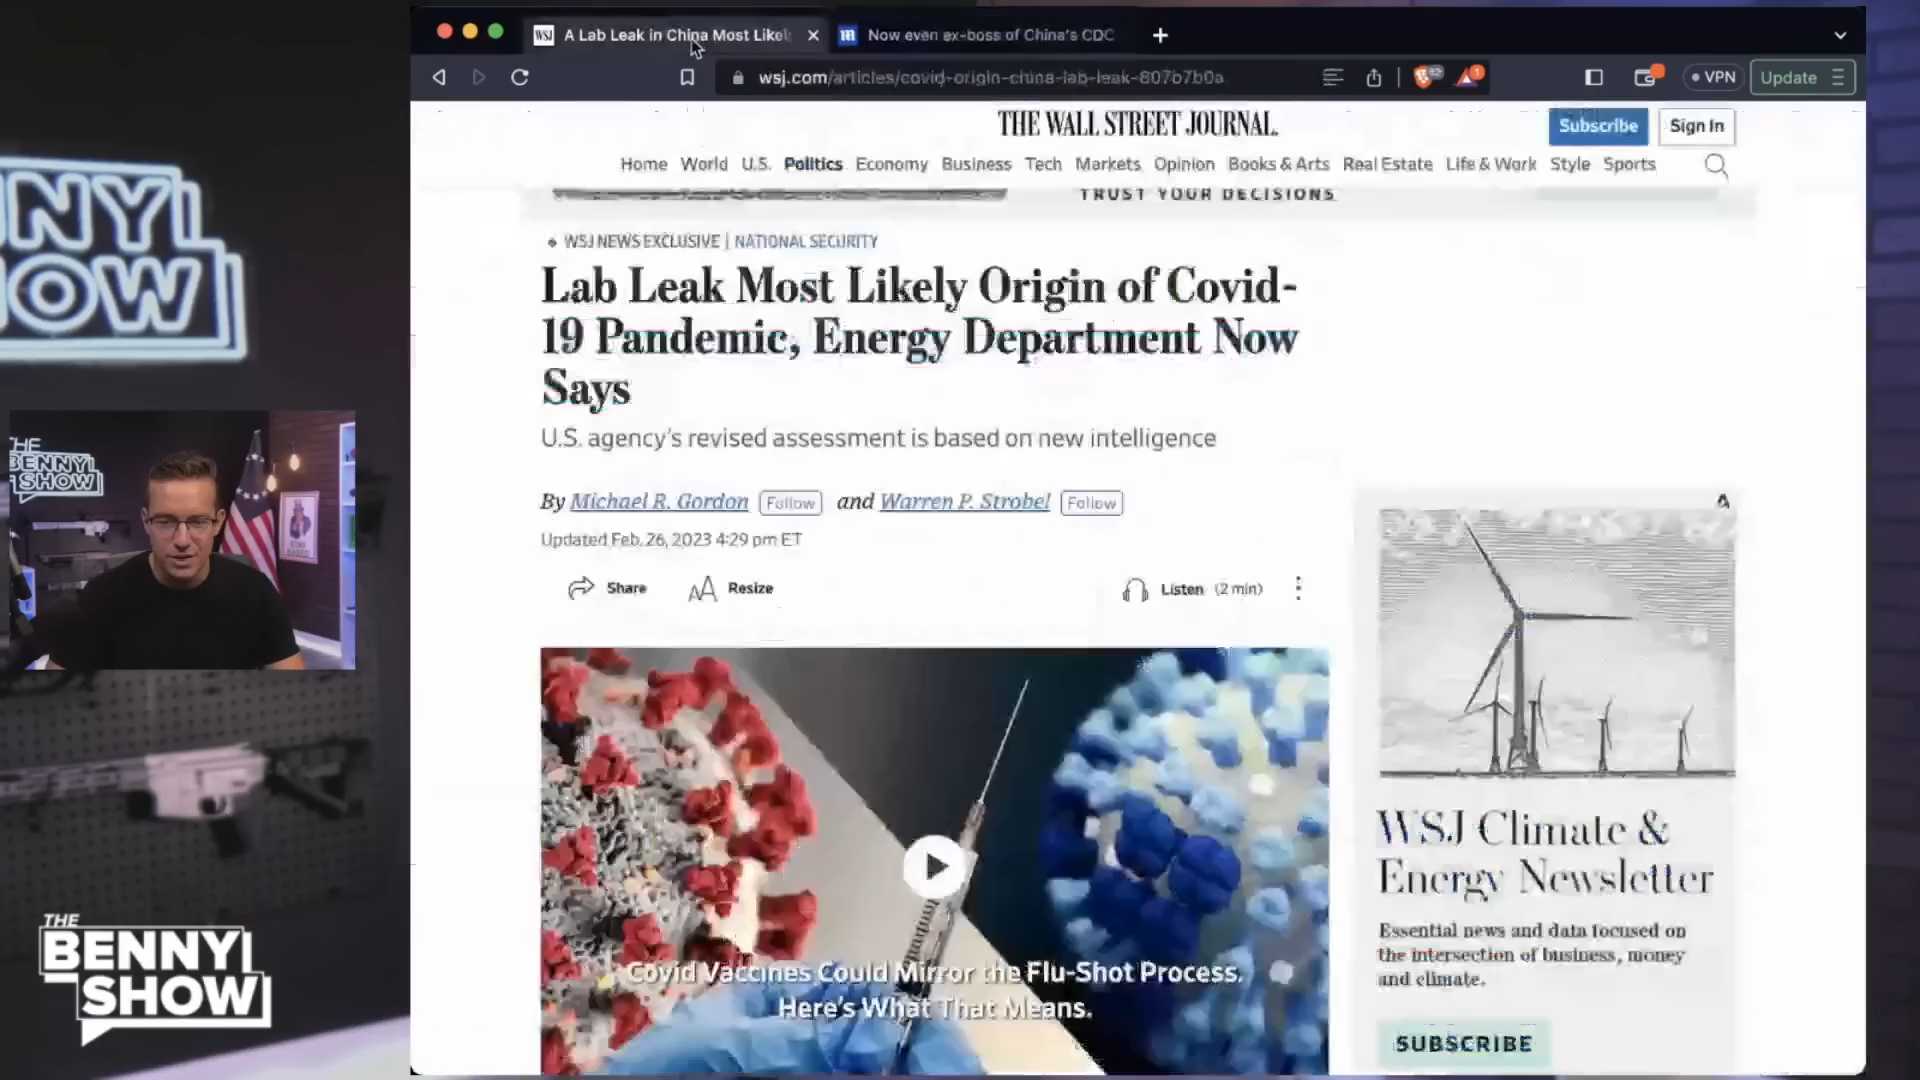 A Lab Leak in China Most Likel
Now even ex-boss of China's CDC
wsj.com/articles/covid-origin-china-lab-leak-807b7b0a
VPN
Update
THE WALL STREET JOURNAL.
Subscribe
Sign In
Home World U.S. Politics Economy Business Tech Markets Opinion Books & Arts Real Estate Life & Work Style Sports
TRUST YOUR DECISIONS
WSJ NEWS EXCLUSIVE | NATIONAL SECURITY
Lab Leak Most Likely Origin of Covid-
19 Pandemic, Energy Department Now
Says
U.S. agency's revised assessment is based on new intelligence
By Michael R. Gordon Follow and Warren P. Strobel Follow
Updated Feb. 26, 2023 4:29 pm ET
Share
AA Resize
Listen (2 min)
Covid Vaccines Could Mirror the Flu-Shot Process.
Here's What That Means.
WSJ Climate &
Energy Newsletter
Essential news and data focused on
the intersection of business, money
and climate.
SUBSCRIBE
NNY
HOW
THE
BENNY
SHOW
THE
BENNY
SHOW